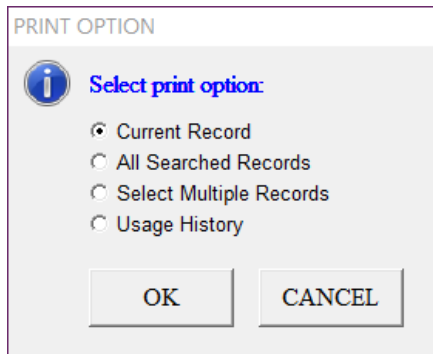 PRINT OPTION
Select print option:
Current Record
All Searched Records
Select Multiple Records
Usage History
OK CANCEL